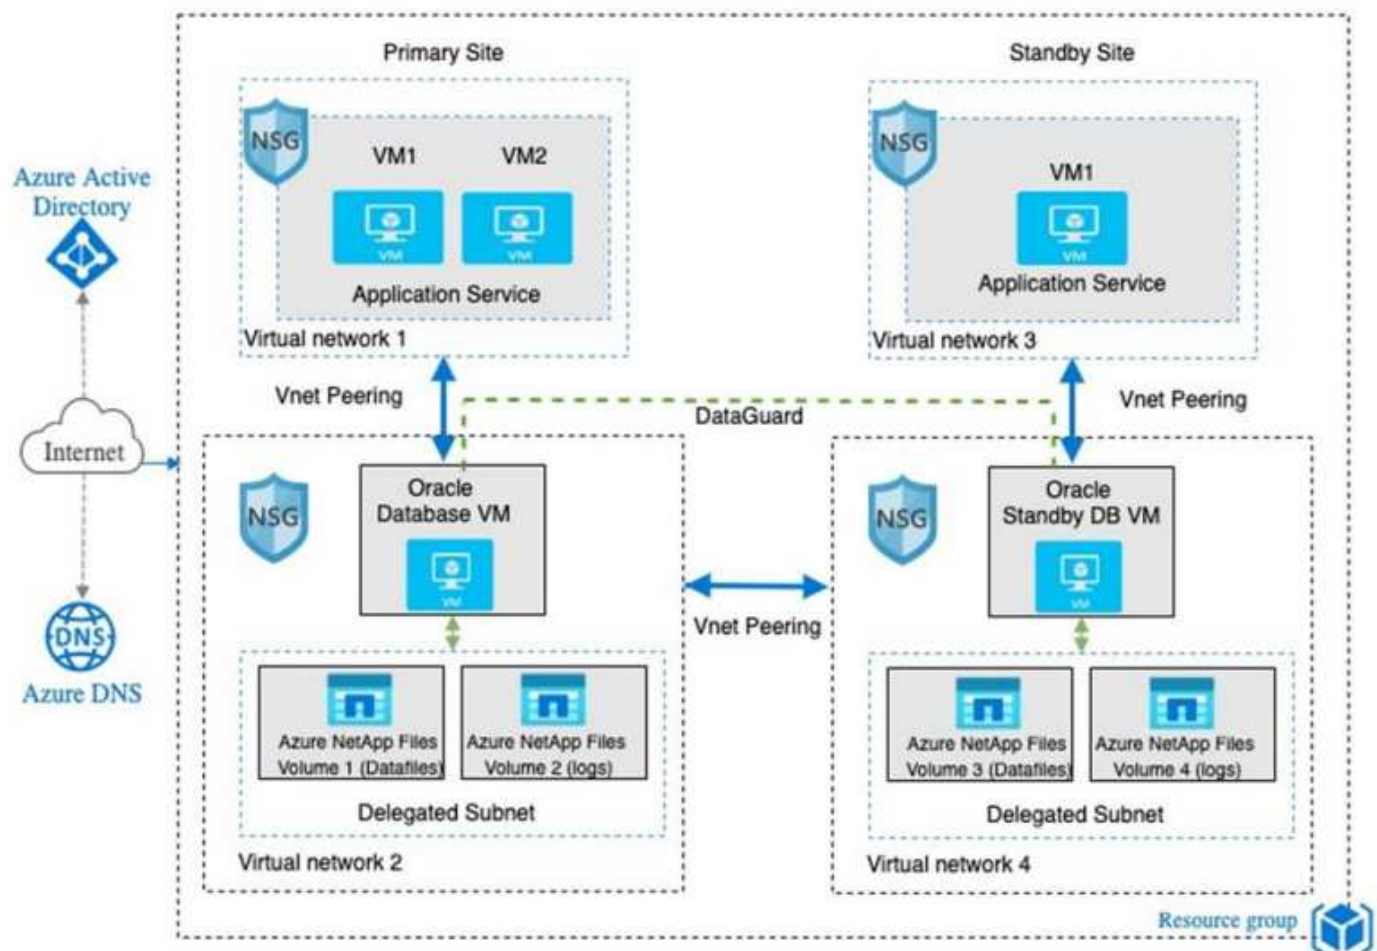 Primary Site
Standby Site
NSG
VM1
VM2
VM
VM
Application Service
Virtual network 1
NSG
VM1
VM
Application Service
Virtual network 3
Azure Active
Directory
Internet
DNS
Azure DNS
Vnet Peering
DataGuard
Vnet Peering
NSG
Oracle
Database VM
VM
Azure NetApp Files
Volume 1 (Datafiles)
Azure NetApp Files
Volume 2 (logs)
Delegated Subnet
Virtual network 2
Vnet Peering
NSG
Oracle
Standby DB VM
VM
Azure NetApp Files
Volume 3 (Datafiles)
Azure NetApp Files
Volume 4 (logs)
Delegated Subnet
Virtual network 4
Resource group